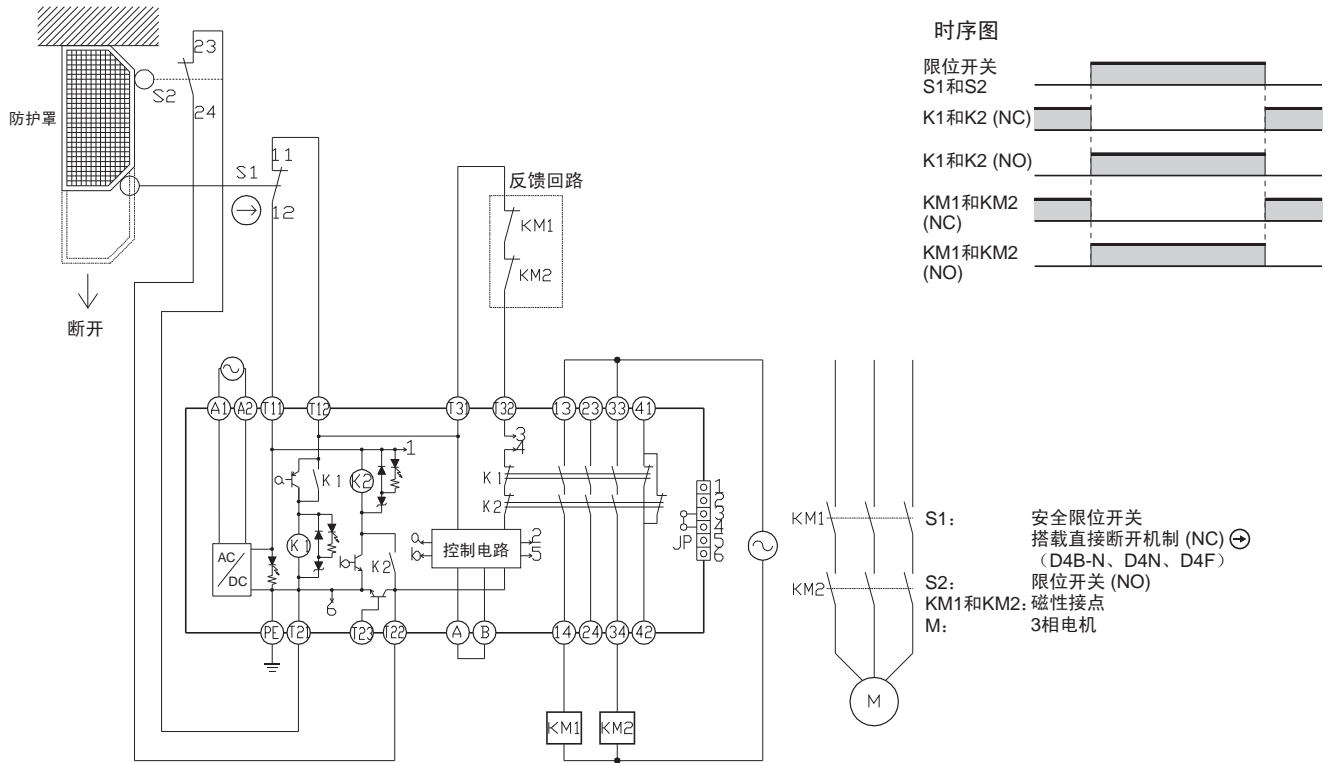 防护罩
23
S2
24
11
S1
12
断开
反馈回路
KM1
KM2
A1
A2
T11
T12
T31
T32
13
23
33
41
1
3
4
a
K1
K2
K1
K2
K1
b
K2
AC
DC
a
b
控制电路
2
5
6
JP
1
2
3
4
5
6
PE
T21
T23
T22
A
B
14
24
34
42
KM1
KM2
时序图
限位开关
S1和S2
K1和K2 (NC)
K1和K2 (NO)
KM1和KM2
(NC)
KM1和KM2
(NO)
KM1
KM2
M
S1: 安全限位开关
搭载直接断开机制 (NC)
（D4B-N、D4N、D4F）
S2: 限位开关 (NO)
KM1和KM2: 磁性接点
M: 3相电机